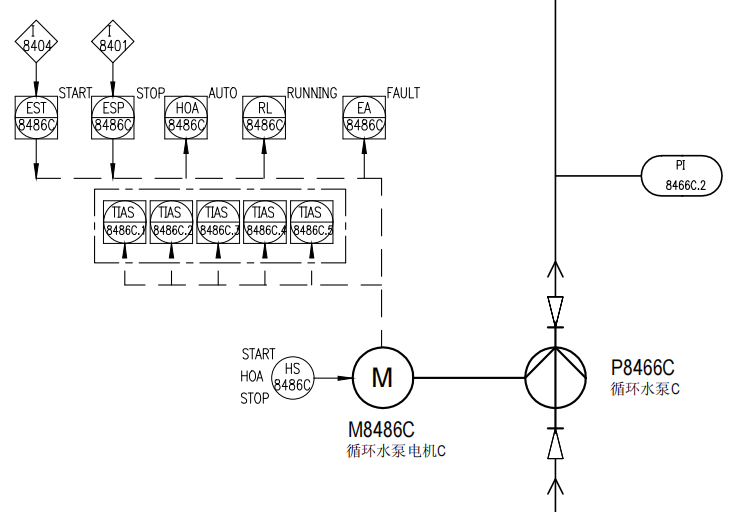 I
8404
I
8401
START
STOP
AUTO
RUNNING
FAULT
EST
8486C
ESP
8486C
HOA
8486C
RL
8486C
EA
8486C
PI
8466C.2
TIAS
8486C.1
TIAS
8486C.2
TIAS
8486C.3
TIAS
8486C.4
TIAS
8486C.5
START
HOA
STOP
HS
8486C
M
M8486C
循环水泵电机C
P8466C
循环水泵C